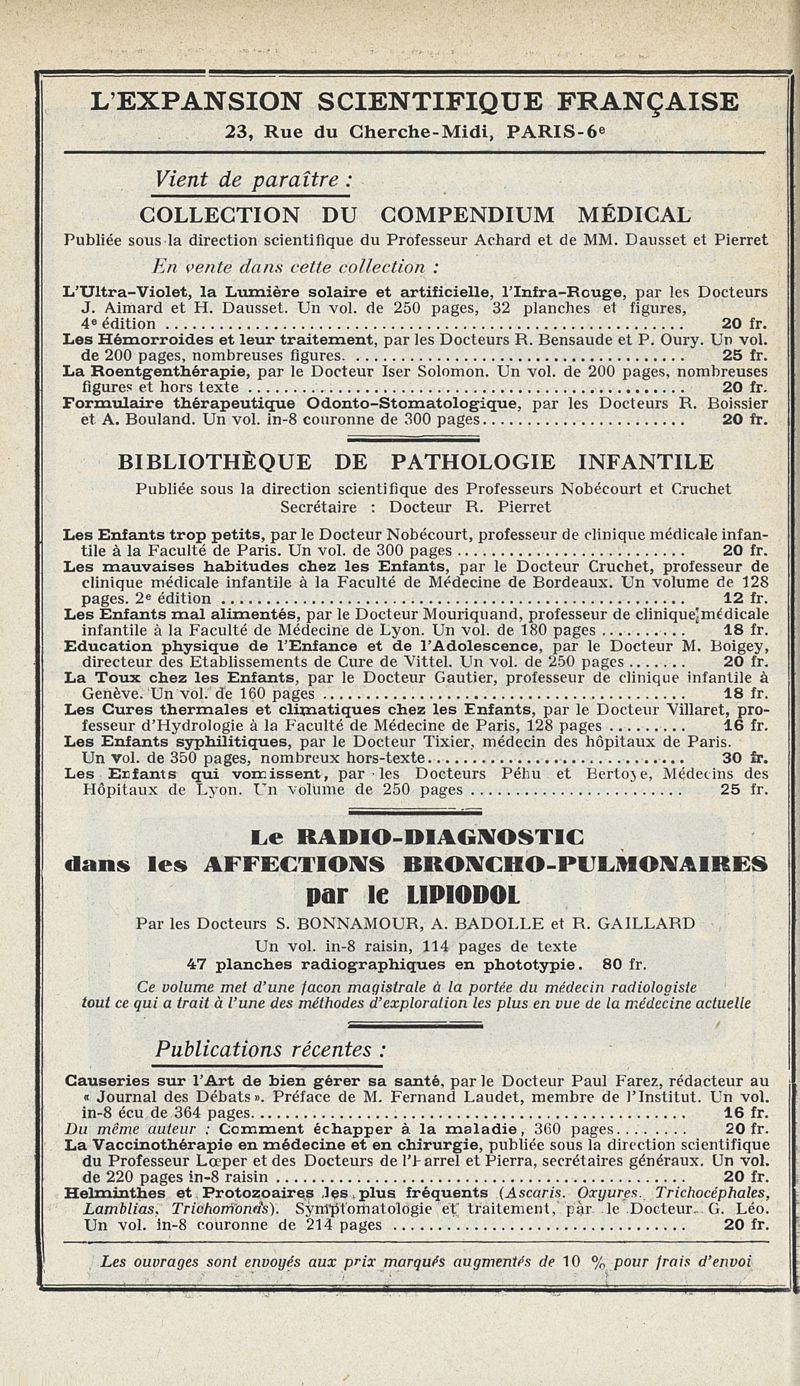 L'EXPANSION SCIENTIFIQUE FRANÇAISE
23, Rue du Cherche-Midi, PARIS-6e
Vient de paraître :
COLLECTION DU COMPENDIUM MÉDICAL
Publiée sous la direction scientifique du Professeur Achard et de MM. Dausset et Pierret
En vente dans cette collection :
L'Ultra-Violet, la Lumière solaire et artificielle, l'Infra-Rouge, par les Docteurs
J. Aimard et H. Dausset. Un vol. de 250 pages, 32 planches et figures,
4e édition ........ 20 fr.
Les Hémorroides et leur traitement, par les Docteurs R. Bensaude et P. Oury. Un vol.
de 200 pages, nombreuses figures. ........ 25 fr.
La Roentgenthérapie, par le Docteur Iser Solomon. Un vol. de 200 pages, nombreuses
figures et hors texte ........ 20 fr.
Formulaire thérapeutique Odonto-Stomatologique, par les Docteurs R. Boissier
et A. Bouland. Un vol. in-8 couronne de 300 pages ........ 20 fr.
BIBLIOTHÈQUE DE PATHOLOGIE INFANTILE
Publiée sous la direction scientifique des Professeurs Nobécourt et Cruchet
Secrétaire : Docteur R. Pierret
Les Enfants trop petits, par le Docteur Nobécourt, professeur de clinique médicale infan-
tile à la Faculté de Paris. Un vol. de 300 pages ........ 20 fr.
Les mauvaises habitudes chez les Enfants, par le Docteur Cruchet, professeur de
clinique médicale infantile à la Faculté de Médecine de Bordeaux. Un volume de 128
pages. 2e édition ........ 12 fr.
Les Enfants mal alimentés, par le Docteur Mouriquand, professeur de clinique médicale
infantile à la Faculté de Médecine de Lyon. Un vol. de 180 pages ........ 18 fr.
Education physique de l'Enfance et de l'Adolescence, par le Docteur M. Boigey,
directeur des Etablissements de Cure de Vittel. Un vol. de 250 pages ........ 20 fr.
La Toux chez les Enfants, par le Docteur Gautier, professeur de clinique infantile à
Genève. Un vol. de 160 pages ........ 18 fr.
Les Cures thermales et climatiques chez les Enfants, par le Docteur Villaret, pro-
fesseur d'Hydrologie à la Faculté de Médecine de Paris, 128 pages ........ 16 fr.
Les Enfants syphilitiques, par le Docteur Tixier, médecin des hôpitaux de Paris.
Un vol. de 350 pages, nombreux hors-texte ........ 30 fr.
Les Enfants qui vomissent, par les Docteurs Péhu et Bertoye, Médecins des
Hôpitaux de Lyon. Un volume de 250 pages ........ 25 fr.
Le RADIO-DIAGNOSTIC
dans les AFFECTIONS BRONCHO-PULMONAIRES
par le LIPIODOL
Par les Docteurs S. BONNAMOUR, A. BADOLLE et R. GAILLARD
Un vol. in-8 raisin, 114 pages de texte
47 planches radiographiques en phototypie. 80 fr.
Ce volume met d'une facon magistrale à la portée du médecin radiologiste
tout ce qui a trait à l'une des méthodes d'exploration les plus en vue de la médecine actuelle
Publications récentes :
Causeries sur l'Art de bien gérer sa santé, par le Docteur Paul Farez, rédacteur au
« Journal des Débats ». Préface de M. Fernand Laudet, membre de l'Institut. Un vol.
in-8 écu de 364 pages. ........ 16 fr.
Du même auteur : Comment échapper à la maladie, 360 pages ........ 20 fr.
La Vaccinothérapie en médecine et en chirurgie, publiée sous la direction scientifique
du Professeur Lœper et des Docteurs de Pierra, secrétaires généraux. Un vol.
de 220 pages in-8 raisin ........ 20 fr.
Helminthes et Protozoaires les plus fréquents (Ascaris. Oxyures. Trichocéphales,
Lamblias, Trichomonas). Symptomatologie et traitement, par le Docteur G. Léo.
Un vol. in-8 couronne de 214 pages ........ 20 fr.
Les ouvrages sont envoyés aux prix marqués augmentés de 10 % pour frais d'envoi